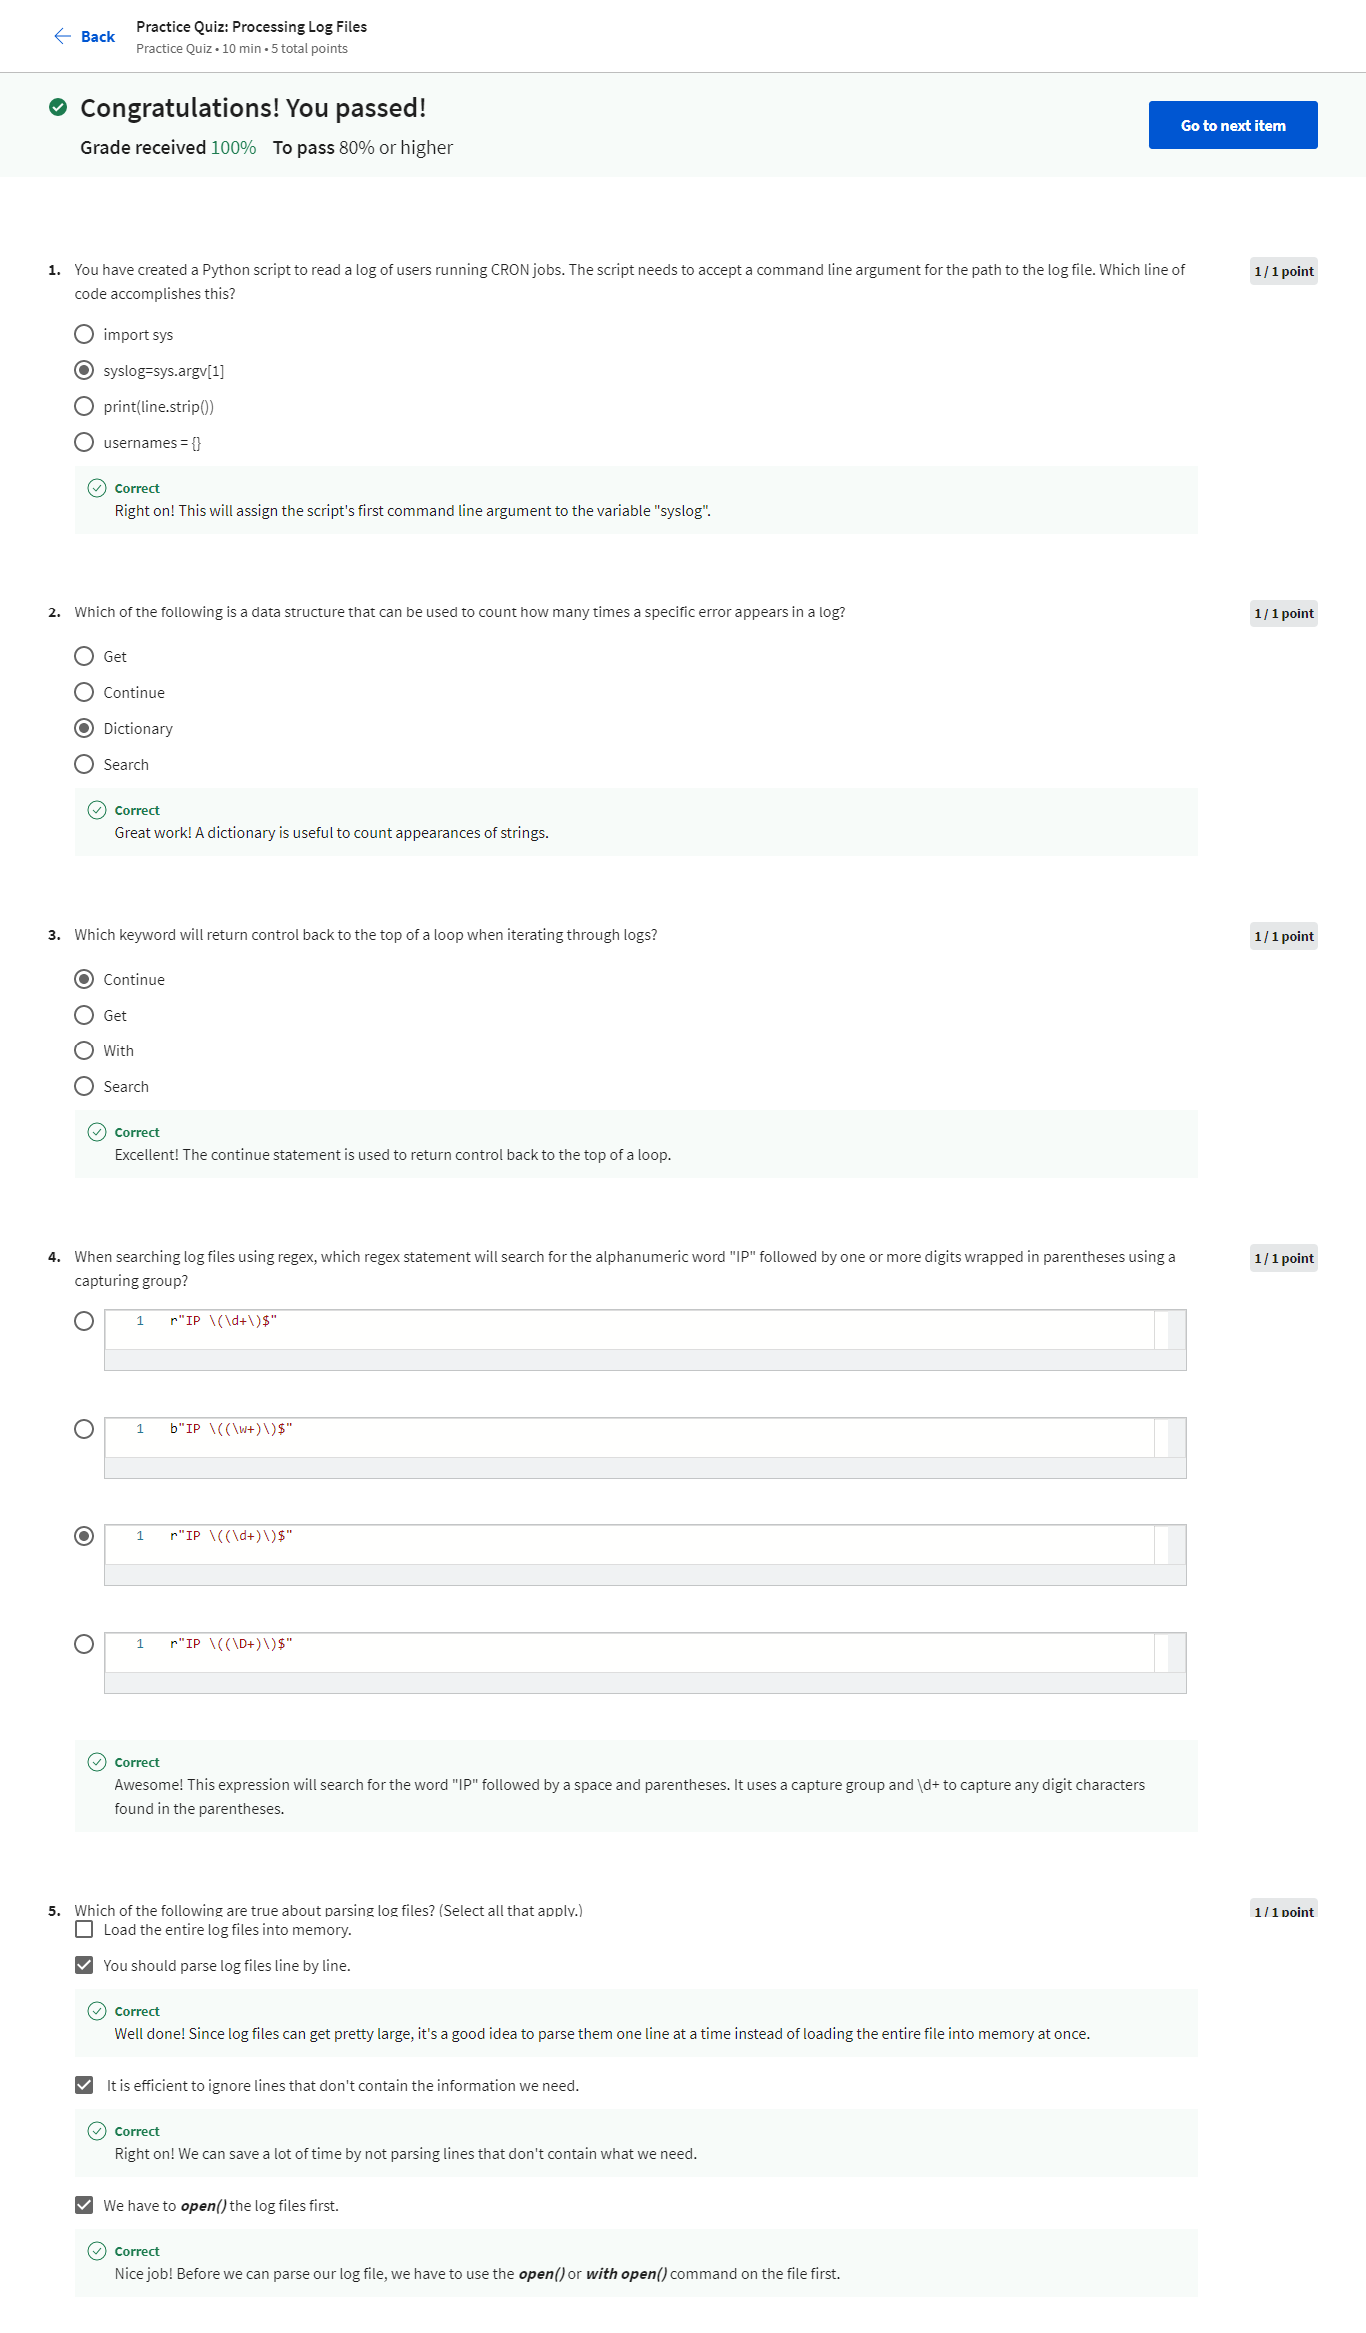 Back
Practice Quiz: Processing Log Files
Practice Quiz • 10 min • 5 total points
Congratulations! You passed!
Grade received 100% To pass 80% or higher
Go to next item
1. You have created a Python script to read a log of users running CRON jobs. The script needs to accept a command line argument for the path to the log file. Which line of
code accomplishes this?
1 / 1 point
import sys
syslog=sys.argv[1]
print(line.strip())
usernames = {}
Correct
Right on! This will assign the script's first command line argument to the variable "syslog".
2. Which of the following is a data structure that can be used to count how many times a specific error appears in a log?
1 / 1 point
Get
Continue
Dictionary
Search
Correct
Great work! A dictionary is useful to count appearances of strings.
3. Which keyword will return control back to the top of a loop when iterating through logs?
1 / 1 point
Continue
Get
With
Search
Correct
Excellent! The continue statement is used to return control back to the top of a loop.
4. When searching log files using regex, which regex statement will search for the alphanumeric word "IP" followed by one or more digits wrapped in parentheses using a
capturing group?
1 / 1 point
1 r"IP \(\d+\)$"
1 b"IP \((\w+)\)$"
1 r"IP \((\d+)\)$"
1 r"IP \((\D+)\)$"
Correct
Awesome! This expression will search for the word "IP" followed by a space and parentheses. It uses a capture group and \d+ to capture any digit characters
found in the parentheses.
5. Which of the following are true about parsing log files? (Select all that apply.)
1 / 1 point
Load the entire log files into memory.
You should parse log files line by line.
Correct
Well done! Since log files can get pretty large, it's a good idea to parse them one line at a time instead of loading the entire file into memory at once.
It is efficient to ignore lines that don't contain the information we need.
Correct
Right on! We can save a lot of time by not parsing lines that don't contain what we need.
We have to open() the log files first.
Correct
Nice job! Before we can parse our log file, we have to use the open() or with open() command on the file first.